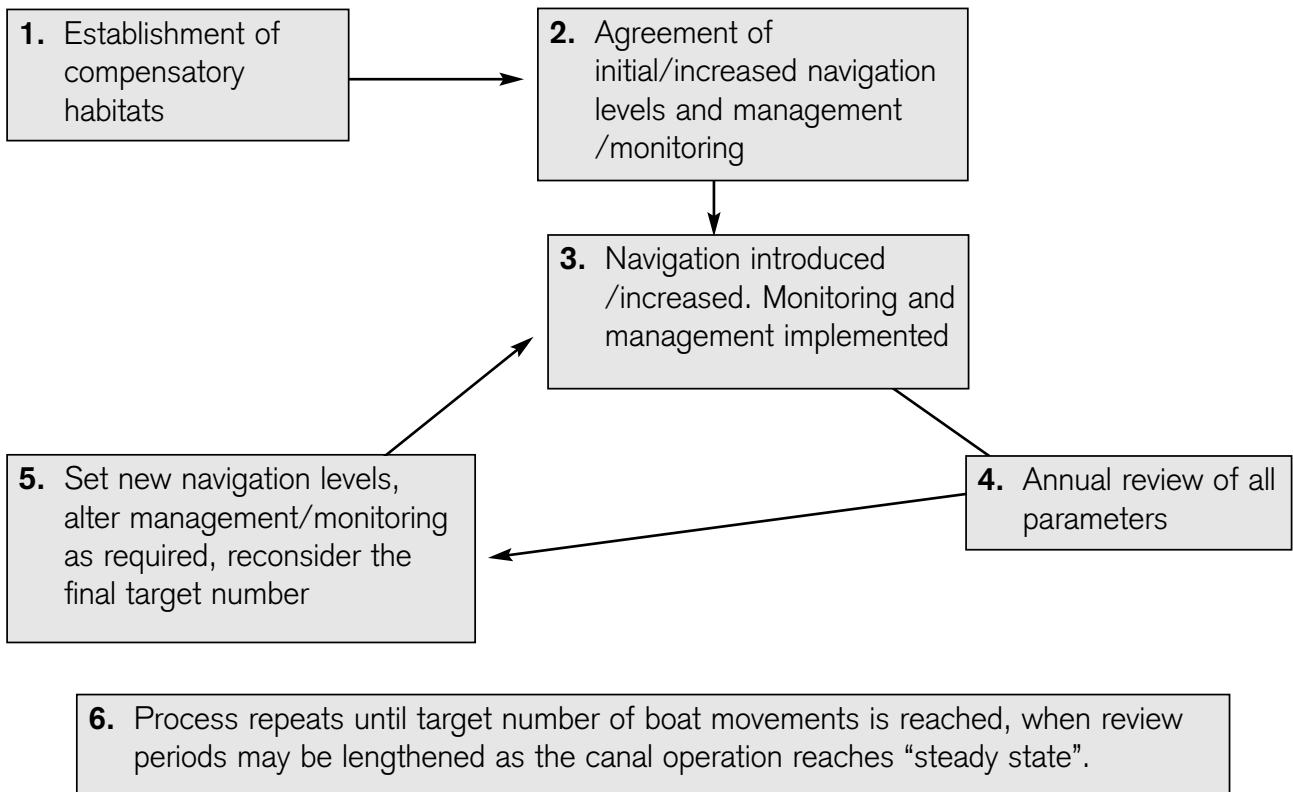 1. Establishment of
compensatory
habitats
2. Agreement of
initial/increased navigation
levels and management
/monitoring
3. Navigation introduced
/increased. Monitoring and
management implemented
4. Annual review of all
parameters
5. Set new navigation levels,
alter management/monitoring
as required, reconsider the
final target number
6. Process repeats until target number of boat movements is reached, when review
periods may be lengthened as the canal operation reaches “steady state”.